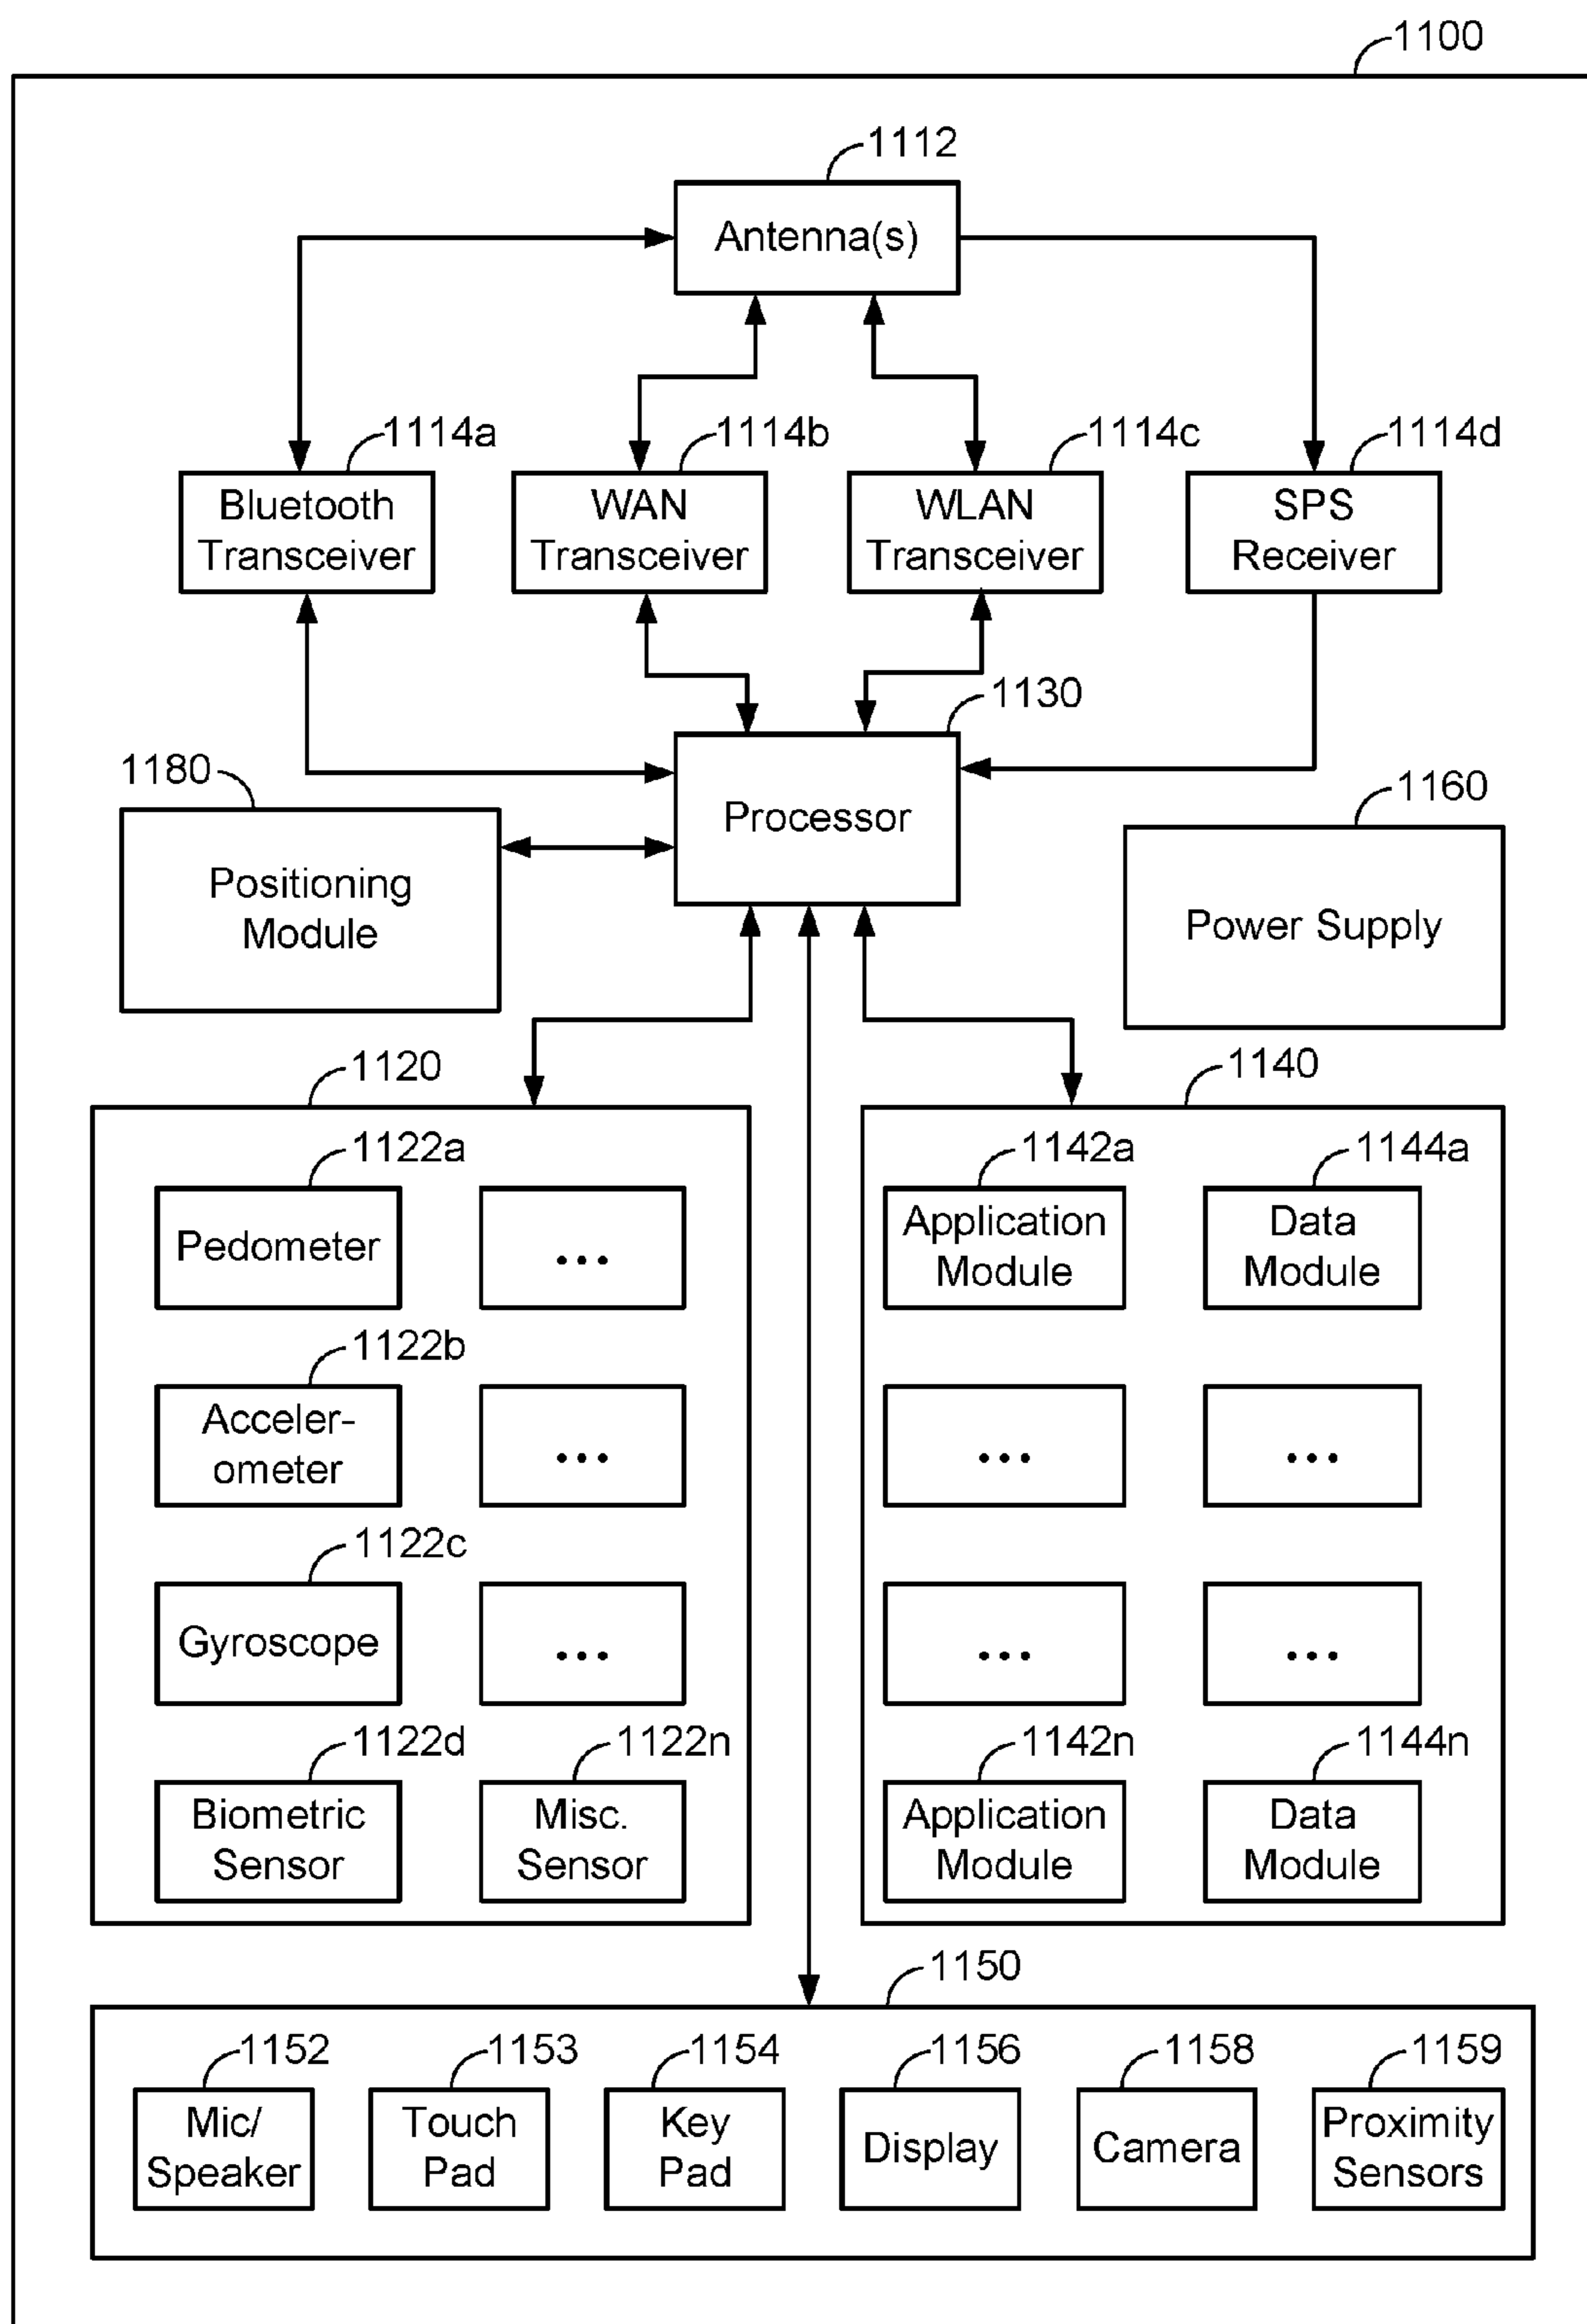 1100
1112
Antenna(s)
1114a
1114b
1114c
1114d
Bluetooth
Transceiver
WAN
Transceiver
WLAN
Transceiver
SPS
Receiver
1130
1180
Processor
1160
Positioning
Module
Power Supply
1120
1140
1122a
1142a
1144a
Pedometer
...
Application
Module
Data
Module
1122b
Acceler-
ometer
...
...
...
1122c
Gyroscope
...
...
...
1122d
1122n
1142n
1144n
Biometric
Sensor
Misc.
Sensor
Application
Module
Data
Module
1150
1152
1153
1154
1156
1158
1159
Mic/
Speaker
Touch
Pad
Key
Pad
Display
Camera
Proximity
Sensors